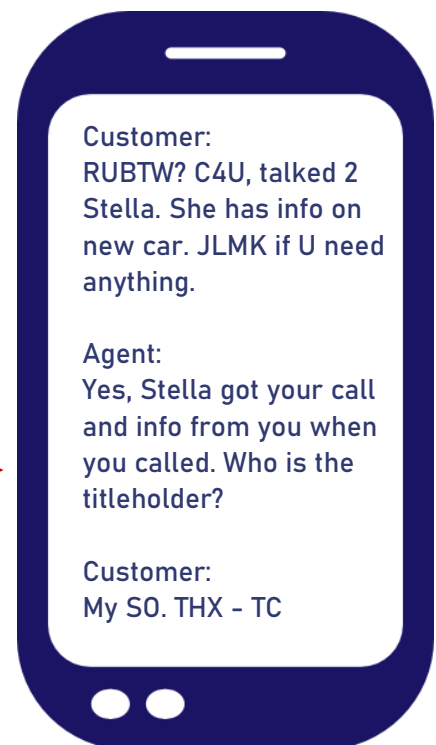 Customer:
RUBTW? C4U, talked 2
Stella. She has info on
new car. JLMK if U need
anything.
Agent:
Yes, Stella got your call
and info from you when
you called. Who is the
titleholder?
Customer:
My SO. THX - TC